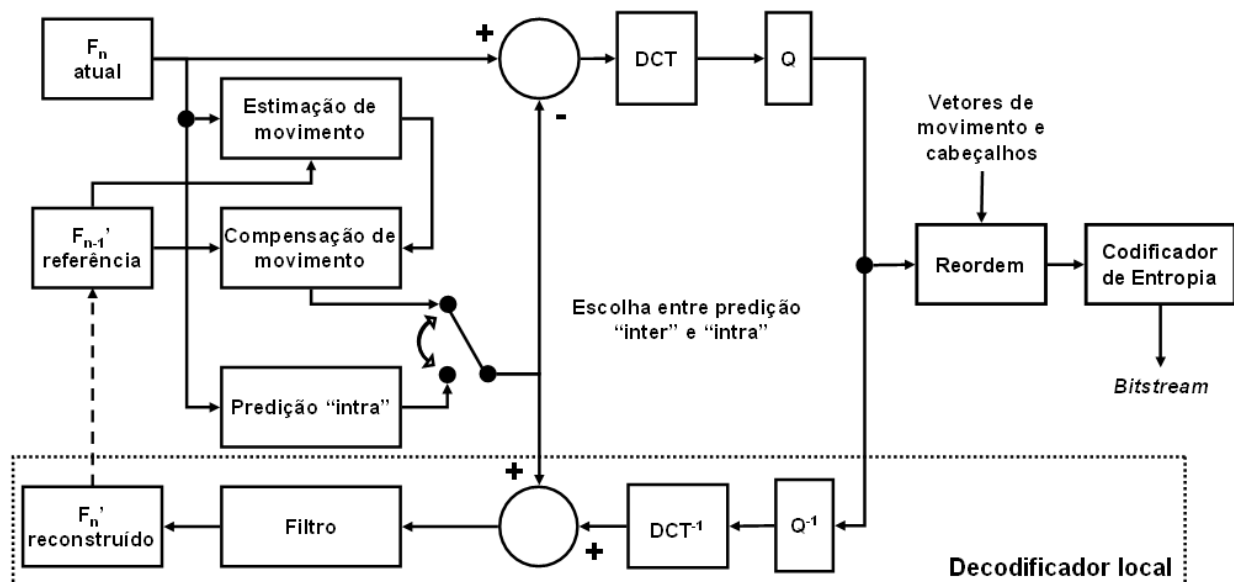 Fn
atual
+
-
DCT
Q
Estimação de
movimento
Vetores de
movimento e
cabeçalhos
Fn-1’
referência
Compensação de
movimento
Reordem
Codificador
de Entropia
Escolha entre predição
“inter” e “intra”
Bitstream
Predição “intra”
+
+
Fn’
reconstruído
Filtro
DCT-1
Q-1
Decodificador local